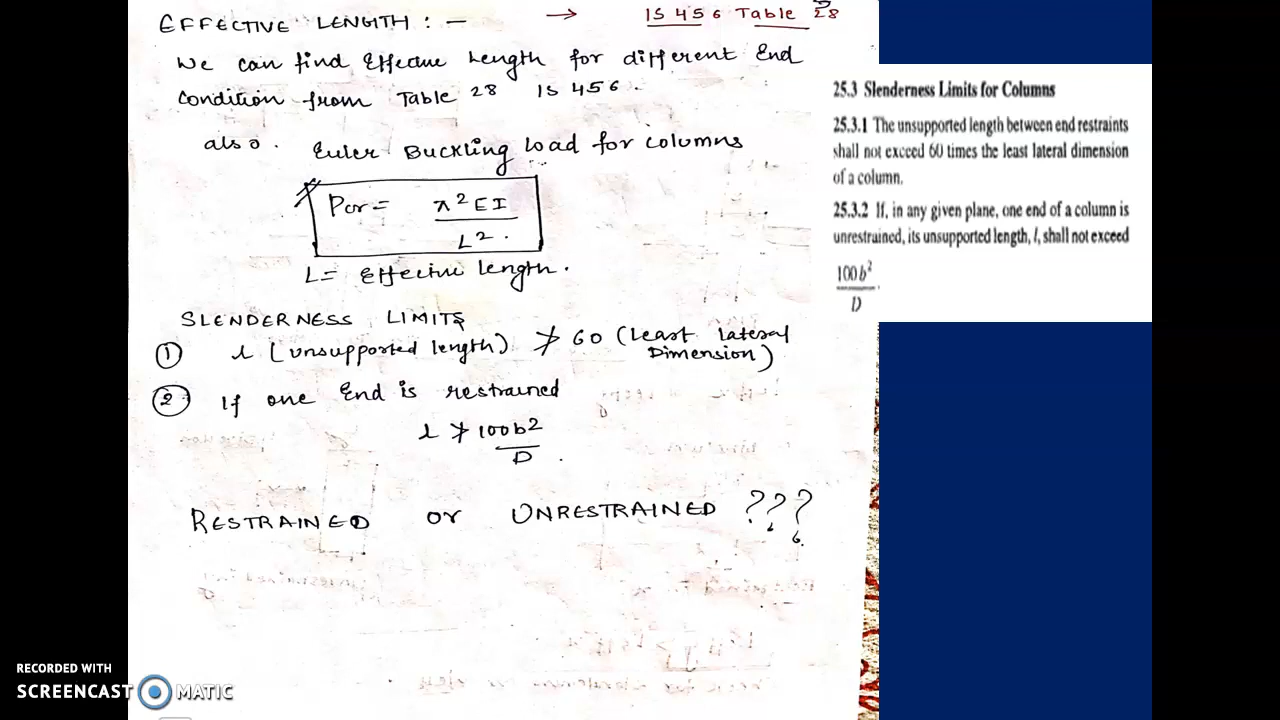 EFFECTIVE LENGTH : — → IS 456 Table 28
We can find Effective Length for different End
Condition from Table 28 IS 456.
also. Euler Buckling Load for columns
Pcr = π²EI
L².
L = Effective length.
SLENDERNESS LIMITS
① l (unsupported length) ≯ 60 (Least lateral
Dimension)
② If one End is restrained
l ≯ 100b²
D
RESTRAINED or UNRESTRAINED ???
25.3 Slenderness Limits for Columns
25.3.1 The unsupported length between end restraints
shall not exceed 60 times the least lateral dimension
of a column.
25.3.2 If, in any given plane, one end of a column is
unrestrained, its unsupported length, l, shall not exceed
100b²
D
RECORDED WITH
SCREENCAST MATIC